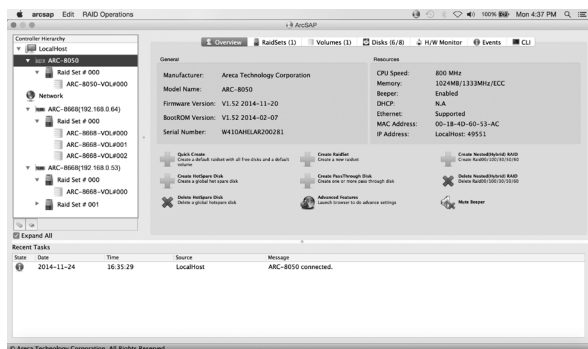 arcsap Edit RAID Operations 100% Mon 4:37 PM
ArcSAP
Controller Hierarchy
LocalHost
ARC-8050
Raid Set # 000
ARC-8050-VOL#000
Network
ARC-8668(192.168.0.64)
Raid Set # 000
ARC-8668-VOL#000
ARC-8668-VOL#001
ARC-8668-VOL#002
ARC-8668(192.168.0.53)
Raid Set # 000
ARC-8668-VOL#000
Raid Set # 001
Expand All
Overview RaidSets (1) Volumes (1) Disks (6/8) H/W Monitor Events CLI
General
Manufacturer: Areca Technology Corporation
Model Name: ARC-8050
Firmware Version: V1.52 2014-11-20
BootROM Version: V1.52 2014-02-07
Serial Number: W410AHELAR200281
Resources
CPU Speed: 800 MHz
Memory: 1024MB/1333MHz/ECC
Beeper: Enabled
DHCP: N.A
Ethernet: Supported
MAC Address: 00-1B-4D-60-53-AC
IP Address: LocalHost: 49551
Quick Create
Create a default raidset with all free disks and a default
volume
Create RaidSet
Create a new raidset
Create Nested(Hybrid) RAID
Create Raid00/100/30/50/60
Create HotSpare Disk
Create a global hot spare disk
Create PassThrough Disk
Create one or more pass through disk
Delete Nested(Hybrid) RAID
Delete Raid00/100/30/50/60
Delete HotSpare Disk
Delete a global hotspare disk
Advanced Features
Launch browser to do advance settings
Mute Beeper
Recent Tasks
State Date Time Source Message
2014-11-24 16:35:29 LocalHost ARC-8050 connected.
© Areca Technology Corporation. All Rights Reserved.